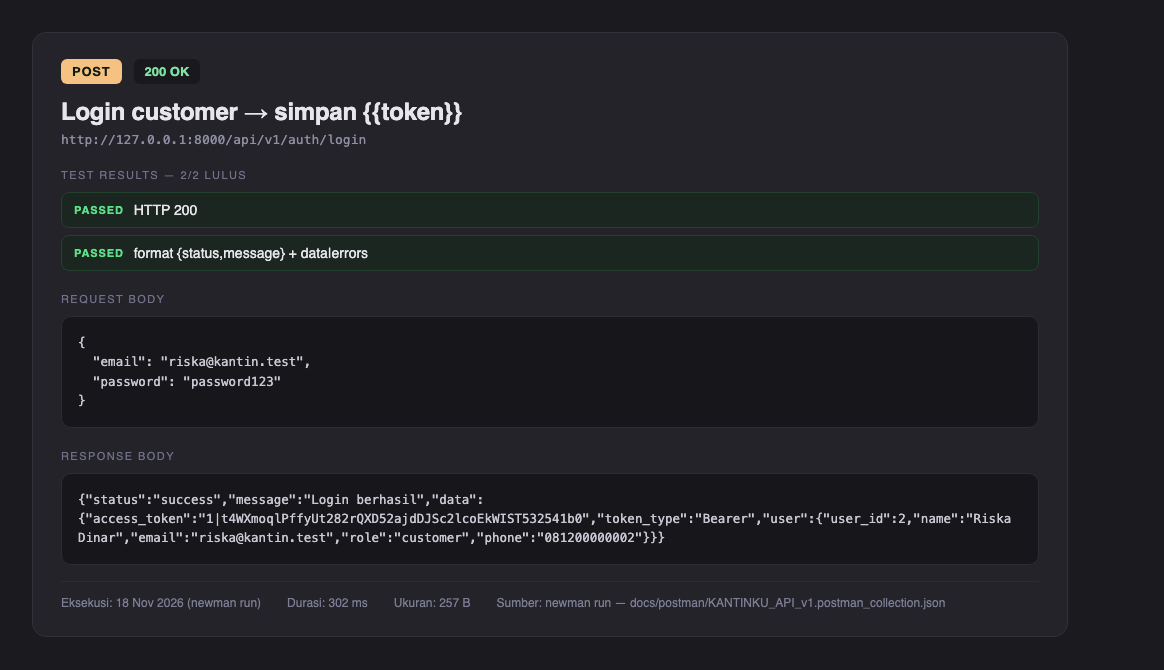 POST 200 OK
Login customer → simpan {{token}}
http://127.0.0.1:8000/api/v1/auth/login
TEST RESULTS — 2/2 LULUS
PASSED HTTP 200
PASSED format {status,message} + data|errors
REQUEST BODY
{
  "email": "riska@kantin.test",
  "password": "password123"
}
RESPONSE BODY
{"status":"success","message":"Login berhasil","data":
{"access_token":"1|t4WXmoqlPffyUt282rQXD52ajdDJSc2lcoEkWIST532541b0","token_type":"Bearer","user":{"user_id":2,"name":"Riska
Dinar","email":"riska@kantin.test","role":"customer","phone":"081200000002"}}}
Eksekusi: 18 Nov 2026 (newman run) Durasi: 302 ms Ukuran: 257 B Sumber: newman run — docs/postman/KANTINKU_API_v1.postman_collection.json